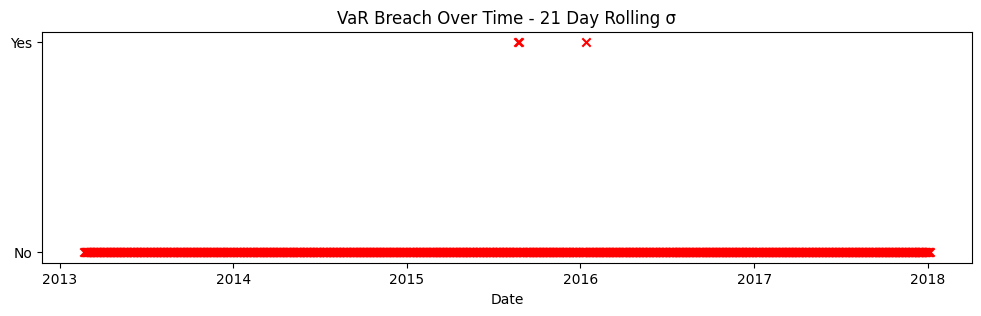 VaR Breach Over Time - 21 Day Rolling σ
Yes
No
2013 2014 2015 2016 2017 2018
Date